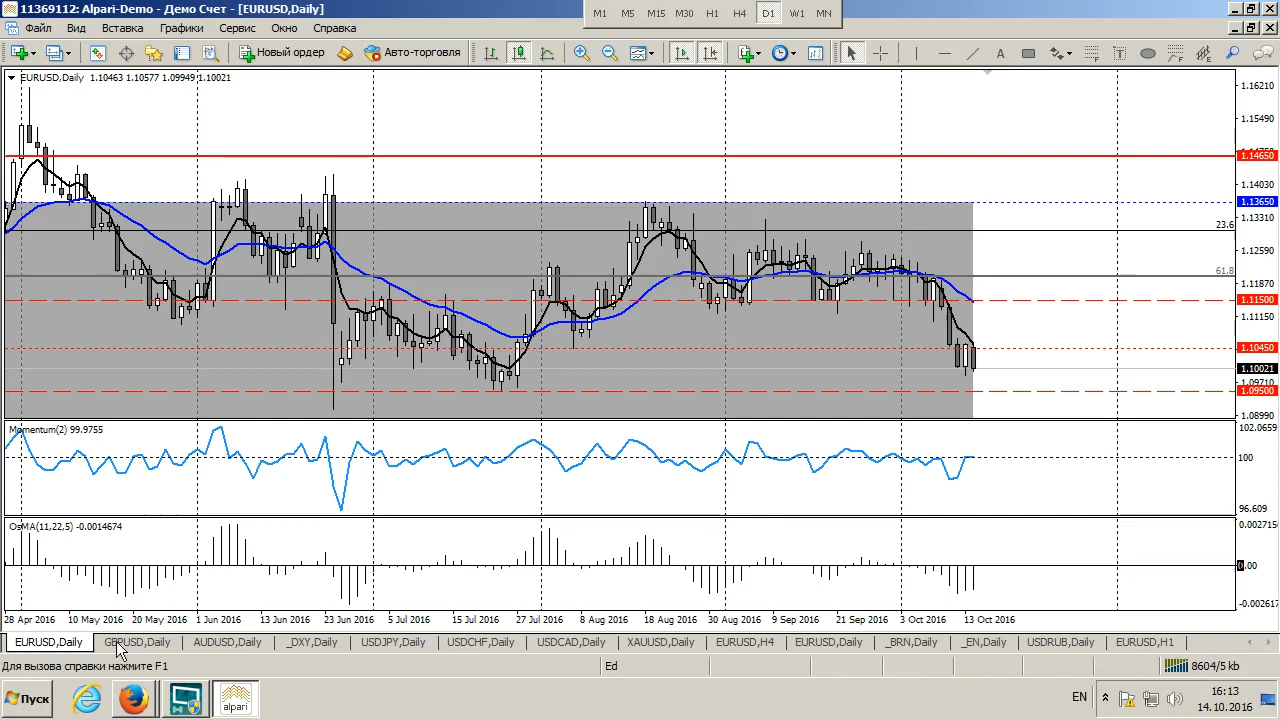 11369112: Alpari-Demo - Демо Счет - [EURUSD,Daily]
M1 M5 M15 M30 H1 H4 D1 W1 MN
Файл Вид Вставка Графики Сервис Окно Справка
Новый ордер Авто-торговля
EURUSD,Daily 1.10463 1.10577 1.09949 1.10021
1.16210
1.15490
1.14650
1.14030
1.13650
1.13310
23.6
1.12590
61.8
1.11870
1.11500
1.11150
1.10450
1.10021
1.09710
1.09500
1.08990
Momentum(2) 99.9755
102.0659
100
96.609
OsMA(11,22,5) -0.0014674
0.002715
0.00
-0.002617
28 Apr 2016 10 May 2016 20 May 2016 1 Jun 2016 13 Jun 2016 23 Jun 2016 5 Jul 2016 15 Jul 2016 27 Jul 2016 8 Aug 2016 18 Aug 2016 30 Aug 2016 9 Sep 2016 21 Sep 2016 3 Oct 2016 13 Oct 2016
EURUSD,Daily GBPUSD,Daily AUDUSD,Daily _DXY,Daily USDJPY,Daily USDCHF,Daily USDCAD,Daily XAUUSD,Daily EURUSD,H4 EURUSD,Daily _BRN,Daily _EN,Daily USDRUB,Daily EURUSD,H1
Для вызова справки нажмите F1 Ed 8604/5 kb
Пуск alpari EN 16:13
14.10.2016